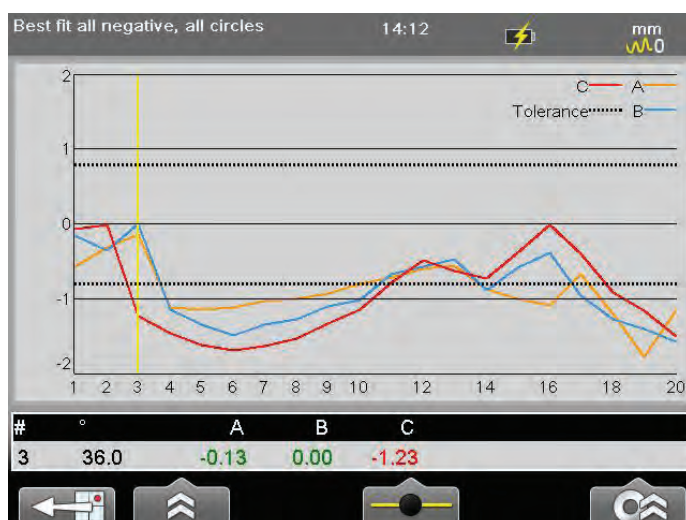 Best fit all negative, all circles 14:12 mm
0
2
C A
Tolerance B
1
0
-1
-2
1 2 3 4 5 6 7 8 9 10 12 14 16 18 20
# ° A B C
3 36.0 -0.13 0.00 -1.23